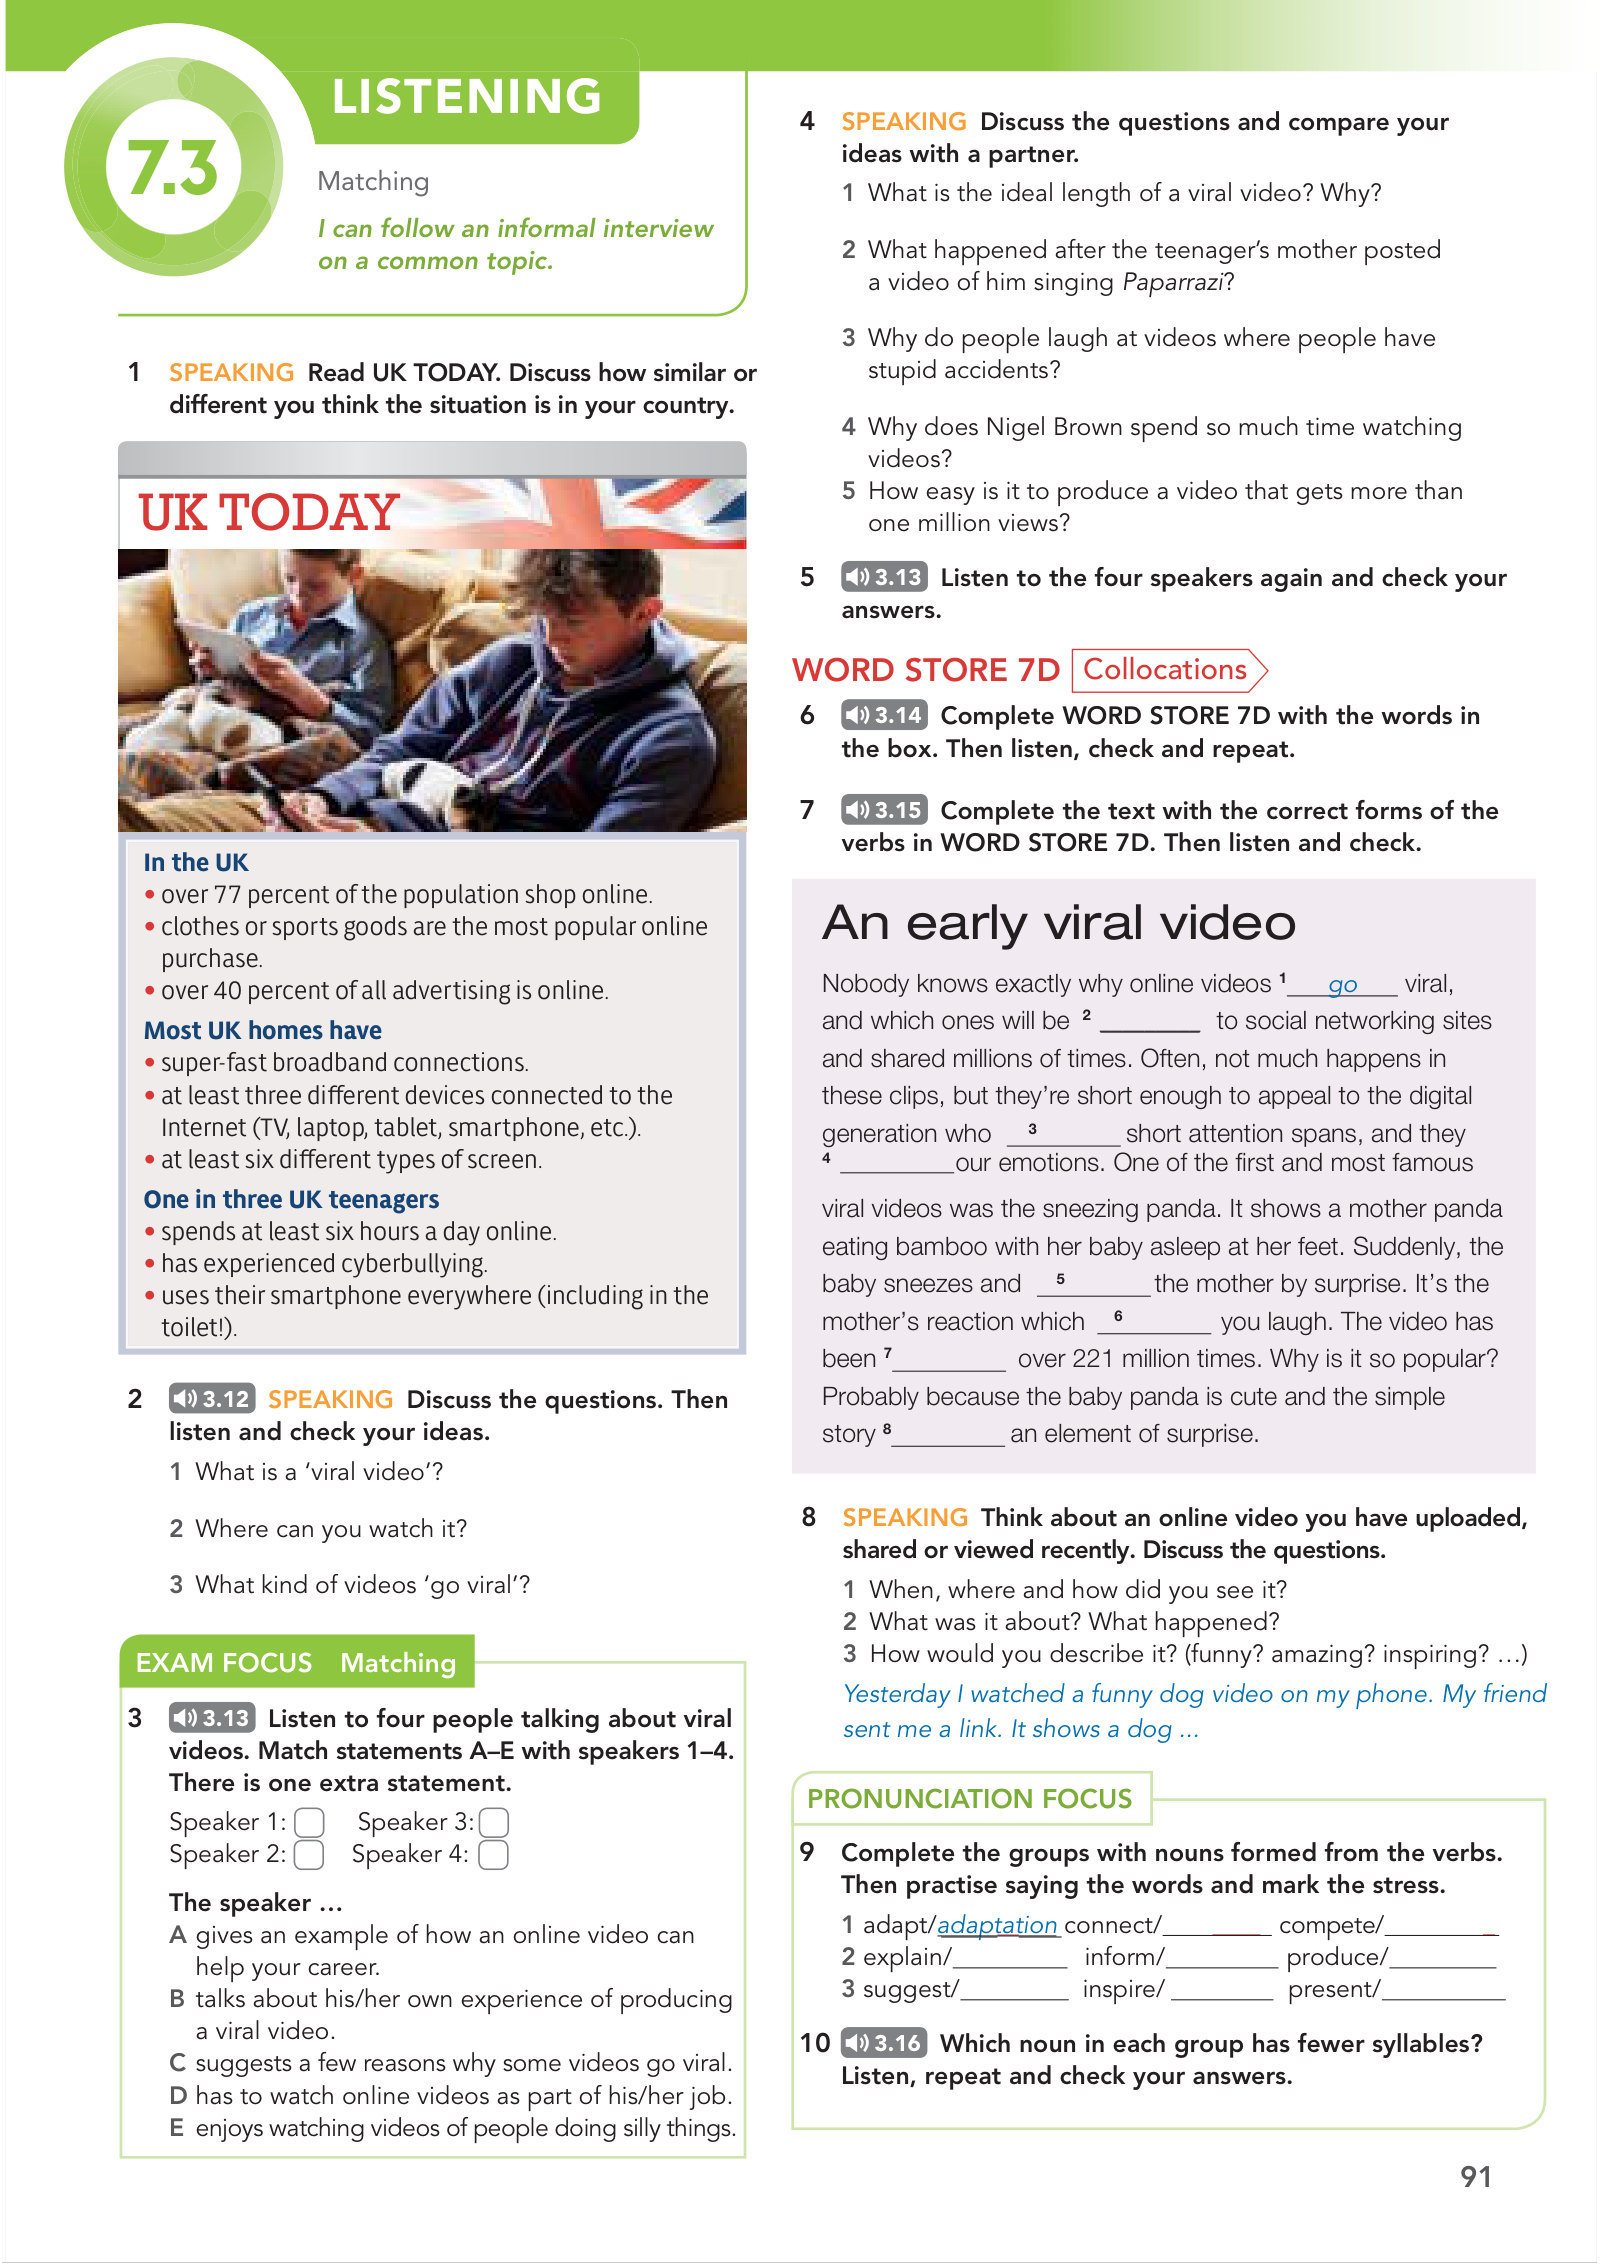 LISTENING
7.3
Matching
I can follow an informal interview
on a common topic.
1 SPEAKING Read UK TODAY. Discuss how similar or
different you think the situation is in your country.
UK TODAY
In the UK
• over 77 percent of the population shop online.
• clothes or sports goods are the most popular online
purchase.
• over 40 percent of all advertising is online.
Most UK homes have
• super-fast broadband connections.
• at least three different devices connected to the
Internet (TV, laptop, tablet, smartphone, etc.).
• at least six different types of screen.
One in three UK teenagers
• spends at least six hours a day online.
• has experienced cyberbullying.
• uses their smartphone everywhere (including in the
toilet!).
2 3.12 SPEAKING Discuss the questions. Then
listen and check your ideas.
1 What is a ‘viral video’?
2 Where can you watch it?
3 What kind of videos ‘go viral’?
EXAM FOCUS Matching
3 3.13 Listen to four people talking about viral
videos. Match statements A–E with speakers 1–4.
There is one extra statement.
Speaker 1: Speaker 3:
Speaker 2: Speaker 4:
The speaker …
A gives an example of how an online video can
help your career.
B talks about his/her own experience of producing
a viral video.
C suggests a few reasons why some videos go viral.
D has to watch online videos as part of his/her job.
E enjoys watching videos of people doing silly things.
4 SPEAKING Discuss the questions and compare your
ideas with a partner.
1 What is the ideal length of a viral video? Why?
2 What happened after the teenager’s mother posted
a video of him singing Paparrazi?
3 Why do people laugh at videos where people have
stupid accidents?
4 Why does Nigel Brown spend so much time watching
videos?
5 How easy is it to produce a video that gets more than
one million views?
5 3.13 Listen to the four speakers again and check your
answers.
WORD STORE 7D Collocations
6 3.14 Complete WORD STORE 7D with the words in
the box. Then listen, check and repeat.
7 3.15 Complete the text with the correct forms of the
verbs in WORD STORE 7D. Then listen and check.
An early viral video
Nobody knows exactly why online videos 1 go viral,
and which ones will be 2 ________ to social networking sites
and shared millions of times. Often, not much happens in
these clips, but they’re short enough to appeal to the digital
generation who 3 ________ short attention spans, and they
4 ________ our emotions. One of the first and most famous
viral videos was the sneezing panda. It shows a mother panda
eating bamboo with her baby asleep at her feet. Suddenly, the
baby sneezes and 5 ________ the mother by surprise. It’s the
mother’s reaction which 6 ________ you laugh. The video has
been 7 ________ over 221 million times. Why is it so popular?
Probably because the baby panda is cute and the simple
story 8 ________ an element of surprise.
8 SPEAKING Think about an online video you have uploaded,
shared or viewed recently. Discuss the questions.
1 When, where and how did you see it?
2 What was it about? What happened?
3 How would you describe it? (funny? amazing? inspiring? …)
Yesterday I watched a funny dog video on my phone. My friend
sent me a link. It shows a dog ...
PRONUNCIATION FOCUS
9 Complete the groups with nouns formed from the verbs.
Then practise saying the words and mark the stress.
1 adapt/adaptation connect/________ compete/________
2 explain/________ inform/________ produce/________
3 suggest/________ inspire/________ present/________
10 3.16 Which noun in each group has fewer syllables?
Listen, repeat and check your answers.
91